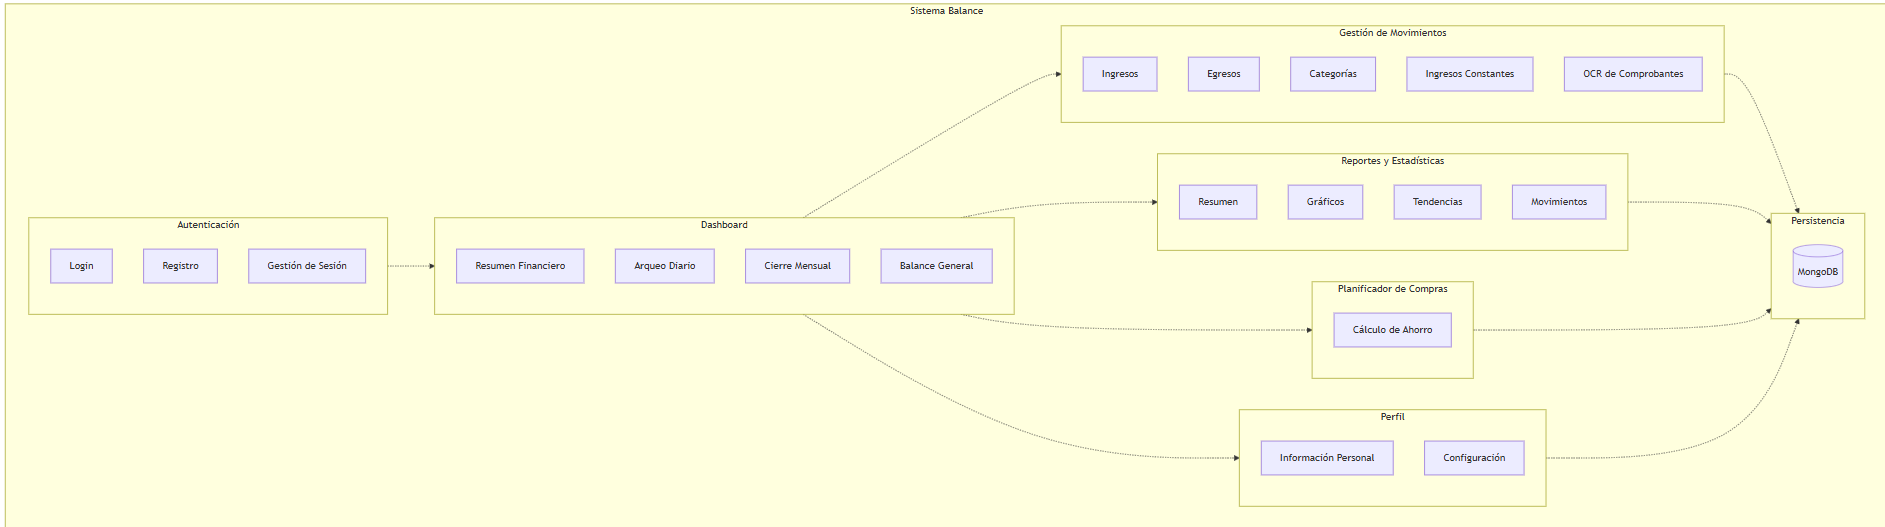 Sistema Balance
Gestión de Movimientos
Ingresos
Egresos
Categorías
Ingresos Constantes
OCR de Comprobantes
Reportes y Estadísticas
Resumen
Gráficos
Tendencias
Movimientos
Autenticación
Login
Registro
Gestión de Sesión
Dashboard
Resumen Financiero
Arqueo Diario
Cierre Mensual
Balance General
Persistencia
MongoDB
Planificador de Compras
Cálculo de Ahorro
Perfil
Información Personal
Configuración